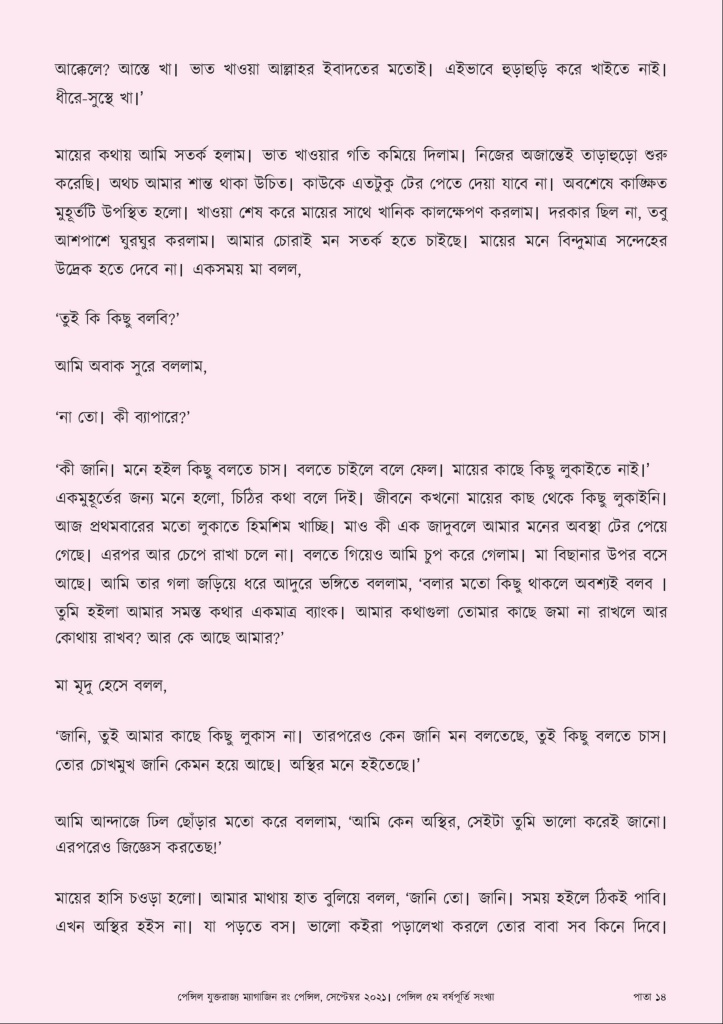 আক্কেলে? আস্তে খা। ভাত খাওয়া আল্লাহর ইবাদতের মতোই। এইভাবে হুড়াহুড়ি করে খাইতে নাই।
ধীরে-সুস্থে খা।’
মায়ের কথায় আমি সতর্ক হলাম। ভাত খাওয়ার গতি কমিয়ে দিলাম। নিজের অজান্তেই তাড়াহুড়ো শুরু
করেছি। অথচ আমার শান্ত থাকা উচিত। কাউকে এতটুকু টের পেতে দেয়া যাবে না। অবশেষে কাঙ্ক্ষিত
মুহূর্তটি উপস্থিত হলো। খাওয়া শেষ করে মায়ের সাথে খানিক কালক্ষেপণ করলাম। দরকার ছিল না, তবু
আশপাশে ঘুরঘুর করলাম। আমার চোরাই মন সতর্ক হতে চাইছে। মায়ের মনে বিন্দুমাত্র সন্দেহের
উদ্রেক হতে দেবে না। একসময় মা বলল,
‘তুই কি কিছু বলবি?’
আমি অবাক সুরে বললাম,
‘না তো। কী ব্যাপারে?’
‘কী জানি। মনে হইল কিছু বলতে চাস। বলতে চাইলে বলে ফেল। মায়ের কাছে কিছু লুকাইতে নাই।’
একমুহূর্তের জন্য মনে হলো, চিঠির কথা বলে দিই। জীবনে কখনো মায়ের কাছ থেকে কিছু লুকাইনি।
আজ প্রথমবারের মতো লুকাতে হিমশিম খাচ্ছি। মাও কী এক জাদুবলে আমার মনের অবস্থা টের পেয়ে
গেছে। এরপর আর চেপে রাখা চলে না। বলতে গিয়েও আমি চুপ করে গেলাম। মা বিছানার উপর বসে
আছে। আমি তার গলা জড়িয়ে ধরে আদুরে ভঙ্গিতে বললাম, ‘বলার মতো কিছু থাকলে অবশ্যই বলব ।
তুমি হইলা আমার সমস্ত কথার একমাত্র ব্যাংক। আমার কথাগুলা তোমার কাছে জমা না রাখলে আর
কোথায় রাখব? আর কে আছে আমার?’
মা মৃদু হেসে বলল,
‘জানি, তুই আমার কাছে কিছু লুকাস না। তারপরেও কেন জানি মন বলতেছে, তুই কিছু বলতে চাস।
তোর চোখমুখ জানি কেমন হয়ে আছে। অস্থির মনে হইতেছে।’
আমি আন্দাজে ঢিল ছোঁড়ার মতো করে বললাম, ‘আমি কেন অস্থির, সেইটা তুমি ভালো করেই জানো।
এরপরেও জিজ্ঞেস করতেছ!’
মায়ের হাসি চওড়া হলো। আমার মাথায় হাত বুলিয়ে বলল, ‘জানি তো। জানি। সময় হইলে ঠিকই পাবি।
এখন অস্থির হইস না। যা পড়তে বস। ভালো কইরা পড়ালেখা করলে তোর বাবা সব কিনে দিবে।
পেন্সিল যুক্তরাজ্য ম্যাগাজিন রং পেন্সিল, সেপ্টেম্বর ২০২১। পেন্সিল ৫ম বর্ষপূর্তি সংখ্যা
পাতা ১৪